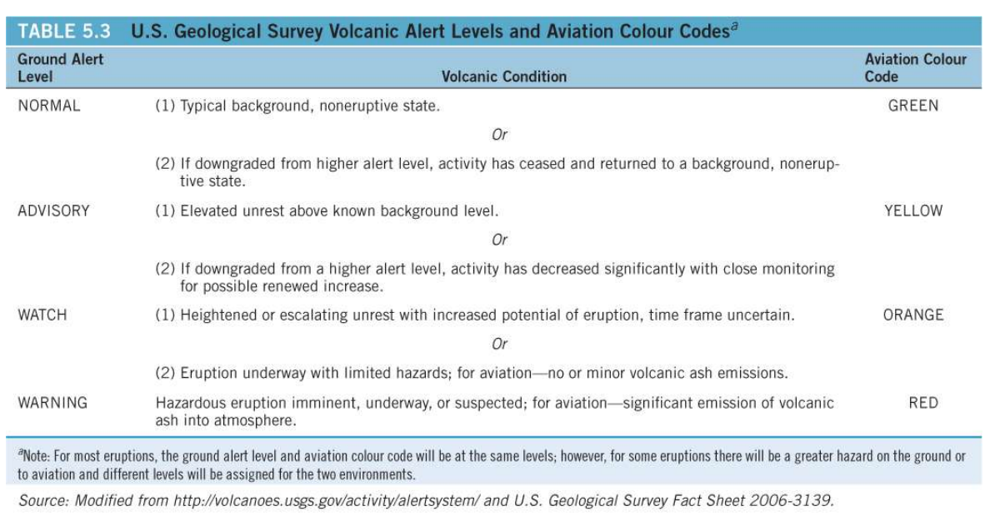 TABLE 5.3 U.S. Geological Survey Volcanic Alert Levels and Aviation Colour Codesa
Ground Alert Level Volcanic Condition Aviation Colour Code
NORMAL (1) Typical background, noneruptive state. GREEN
Or
(2) If downgraded from higher alert level, activity has ceased and returned to a background, nonerup-
tive state.
ADVISORY (1) Elevated unrest above known background level. YELLOW
Or
(2) If downgraded from a higher alert level, activity has decreased significantly with close monitoring
for possible renewed increase.
WATCH (1) Heightened or escalating unrest with increased potential of eruption, time frame uncertain. ORANGE
Or
(2) Eruption underway with limited hazards; for aviation—no or minor volcanic ash emissions.
WARNING Hazardous eruption imminent, underway, or suspected; for aviation—significant emission of volcanic RED
ash into atmosphere.
aNote: For most eruptions, the ground alert level and aviation colour code will be at the same levels; however, for some eruptions there will be a greater hazard on the ground or
to aviation and different levels will be assigned for the two environments.
Source: Modified from http://volcanoes.usgs.gov/activity/alertsystem/ and U.S. Geological Survey Fact Sheet 2006-3139.